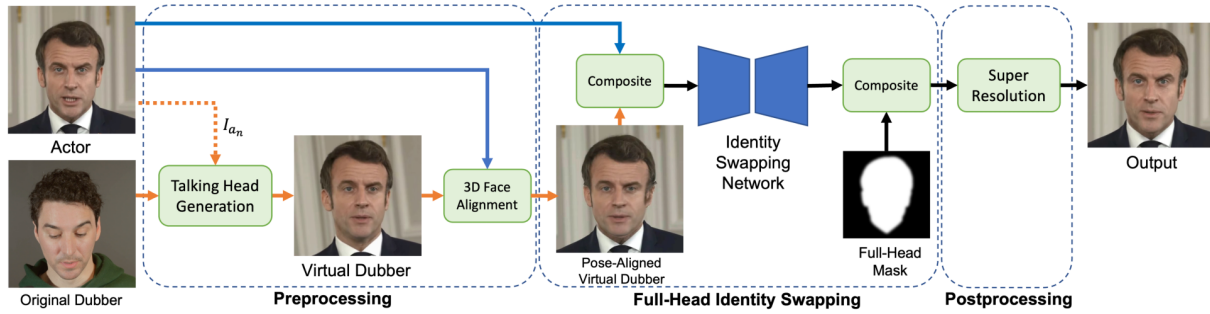 Actor
Original Dubber
I_{a_n}
Talking Head
Generation
Virtual Dubber
3D Face
Alignment
Preprocessing
Composite
Pose-Aligned
Virtual Dubber
Identity
Swapping
Network
Composite
Full-Head
Mask
Full-Head Identity Swapping
Super
Resolution
Postprocessing
Output